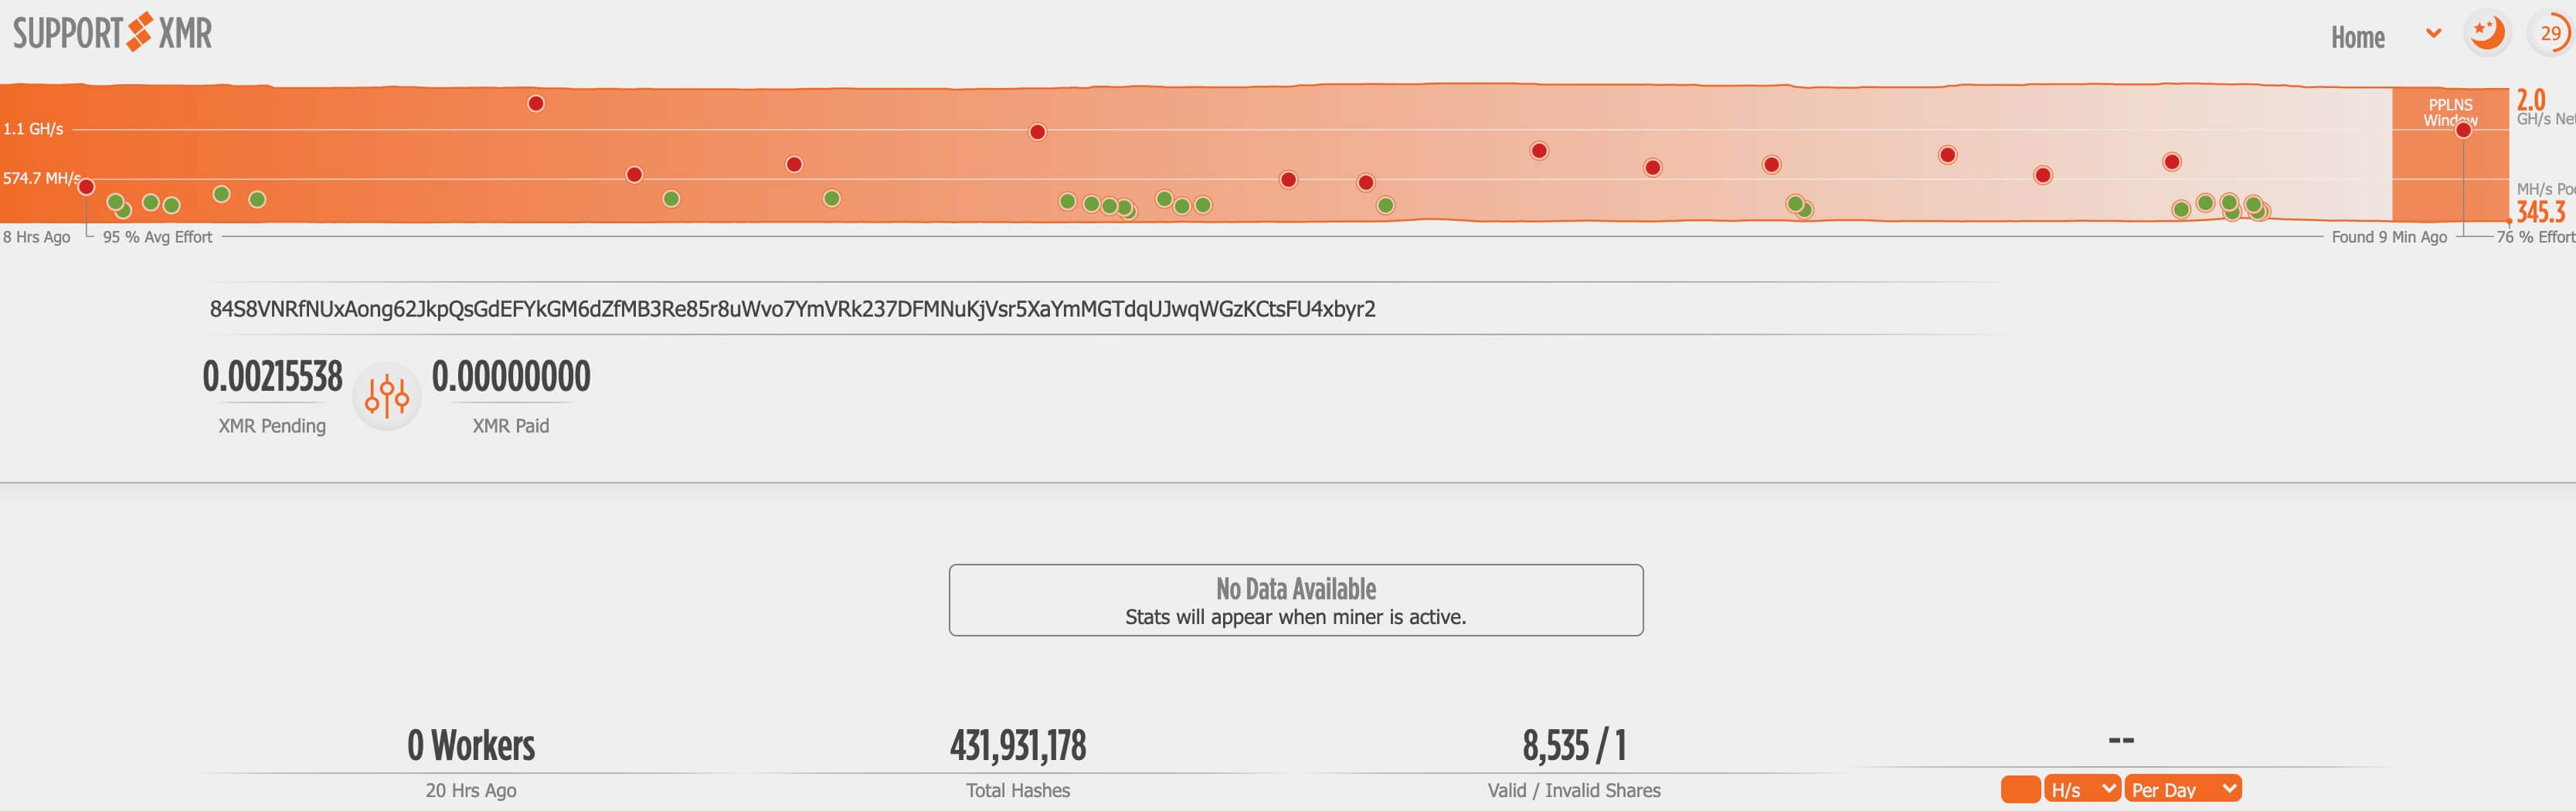 SUPPORT XMR
Home
29
PPLNS
Window
2.0
GH/s Net
1.1 GH/s
574.7 MH/s
MH/s Poo
345.3
8 Hrs Ago
95 % Avg Effort
Found 9 Min Ago
76 % Effort
84S8VNRfNUxAong62JkpQsGdEFYkGM6dZfMB3Re85r8uWvo7YmVRk237DFMNuKjVsr5XaYmMGTdqUJwqWGzKCtsFU4xbyr2
0.00215538
0.00000000
XMR Pending
XMR Paid
No Data Available
Stats will appear when miner is active.
0 Workers
431,931,178
8,535 / 1
--
20 Hrs Ago
Total Hashes
Valid / Invalid Shares
H/s
Per Day